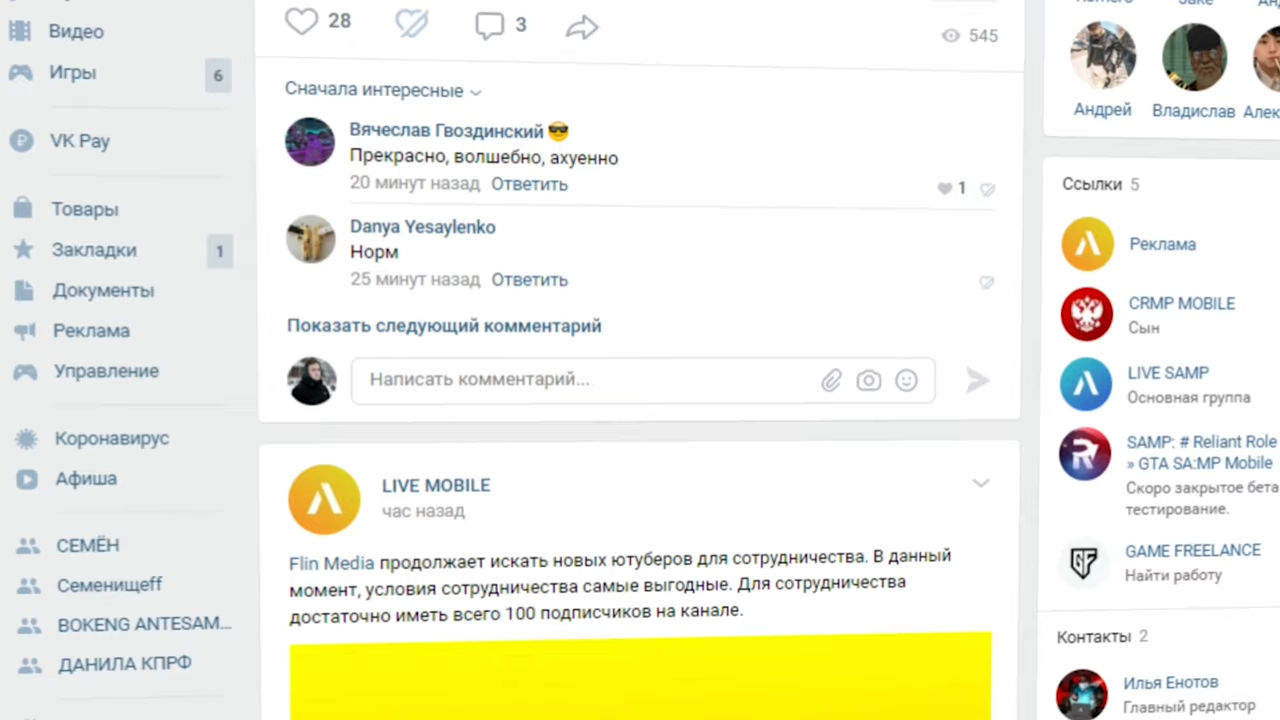 Видео
Игры
6
VK Pay
Товары
Закладки
1
Документы
Реклама
Управление
Коронавирус
Афиша
СЕМЁН
Семенищеff
BOKENG ANTESAM...
ДАНИЛА КПРФ
28
3
545
Сначала интересные
Вячеслав Гвоздинский
Прекрасно, волшебно, ахуенно
20 минут назад Ответить
1
Danya Yesaylenko
Норм
25 минут назад Ответить
Показать следующий комментарий
Написать комментарий...
LIVE MOBILE
час назад
Flin Media продолжает искать новых ютуберов для сотрудничества. В данный
момент, условия сотрудничества самые выгодные. Для сотрудничества
достаточно иметь всего 100 подписчиков на канале.
Андрей Владислав
Ссылки 5
Реклама
CRMP MOBILE
Сын
LIVE SAMP
Основная группа
SAMP: # Reliant Role
» GTA SA:MP Mobile
Скоро закрытое бета
тестирование.
GAME FREELANCE
Найти работу
Контакты 2
Илья Енотов
Главный редактор